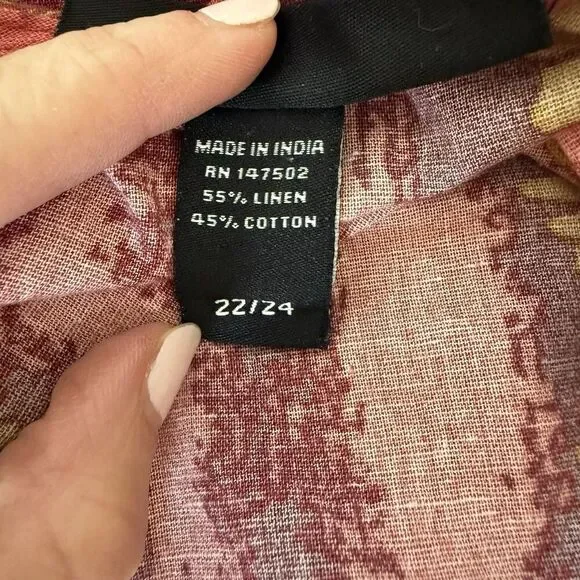 MADE IN INDIA
RN 147502
55% LINEN
45% COTTON
22/24